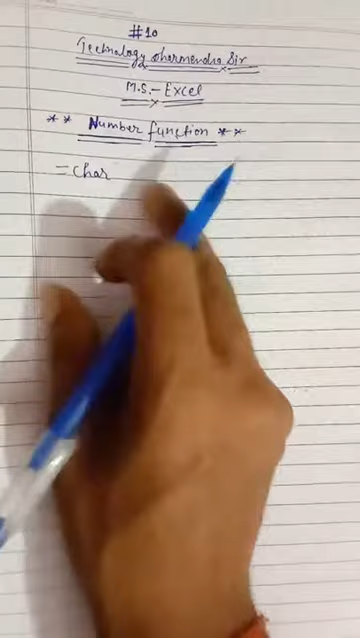 #10
Technology Dharmendra Sir
M.S.- Excel
** Number function **
= Char